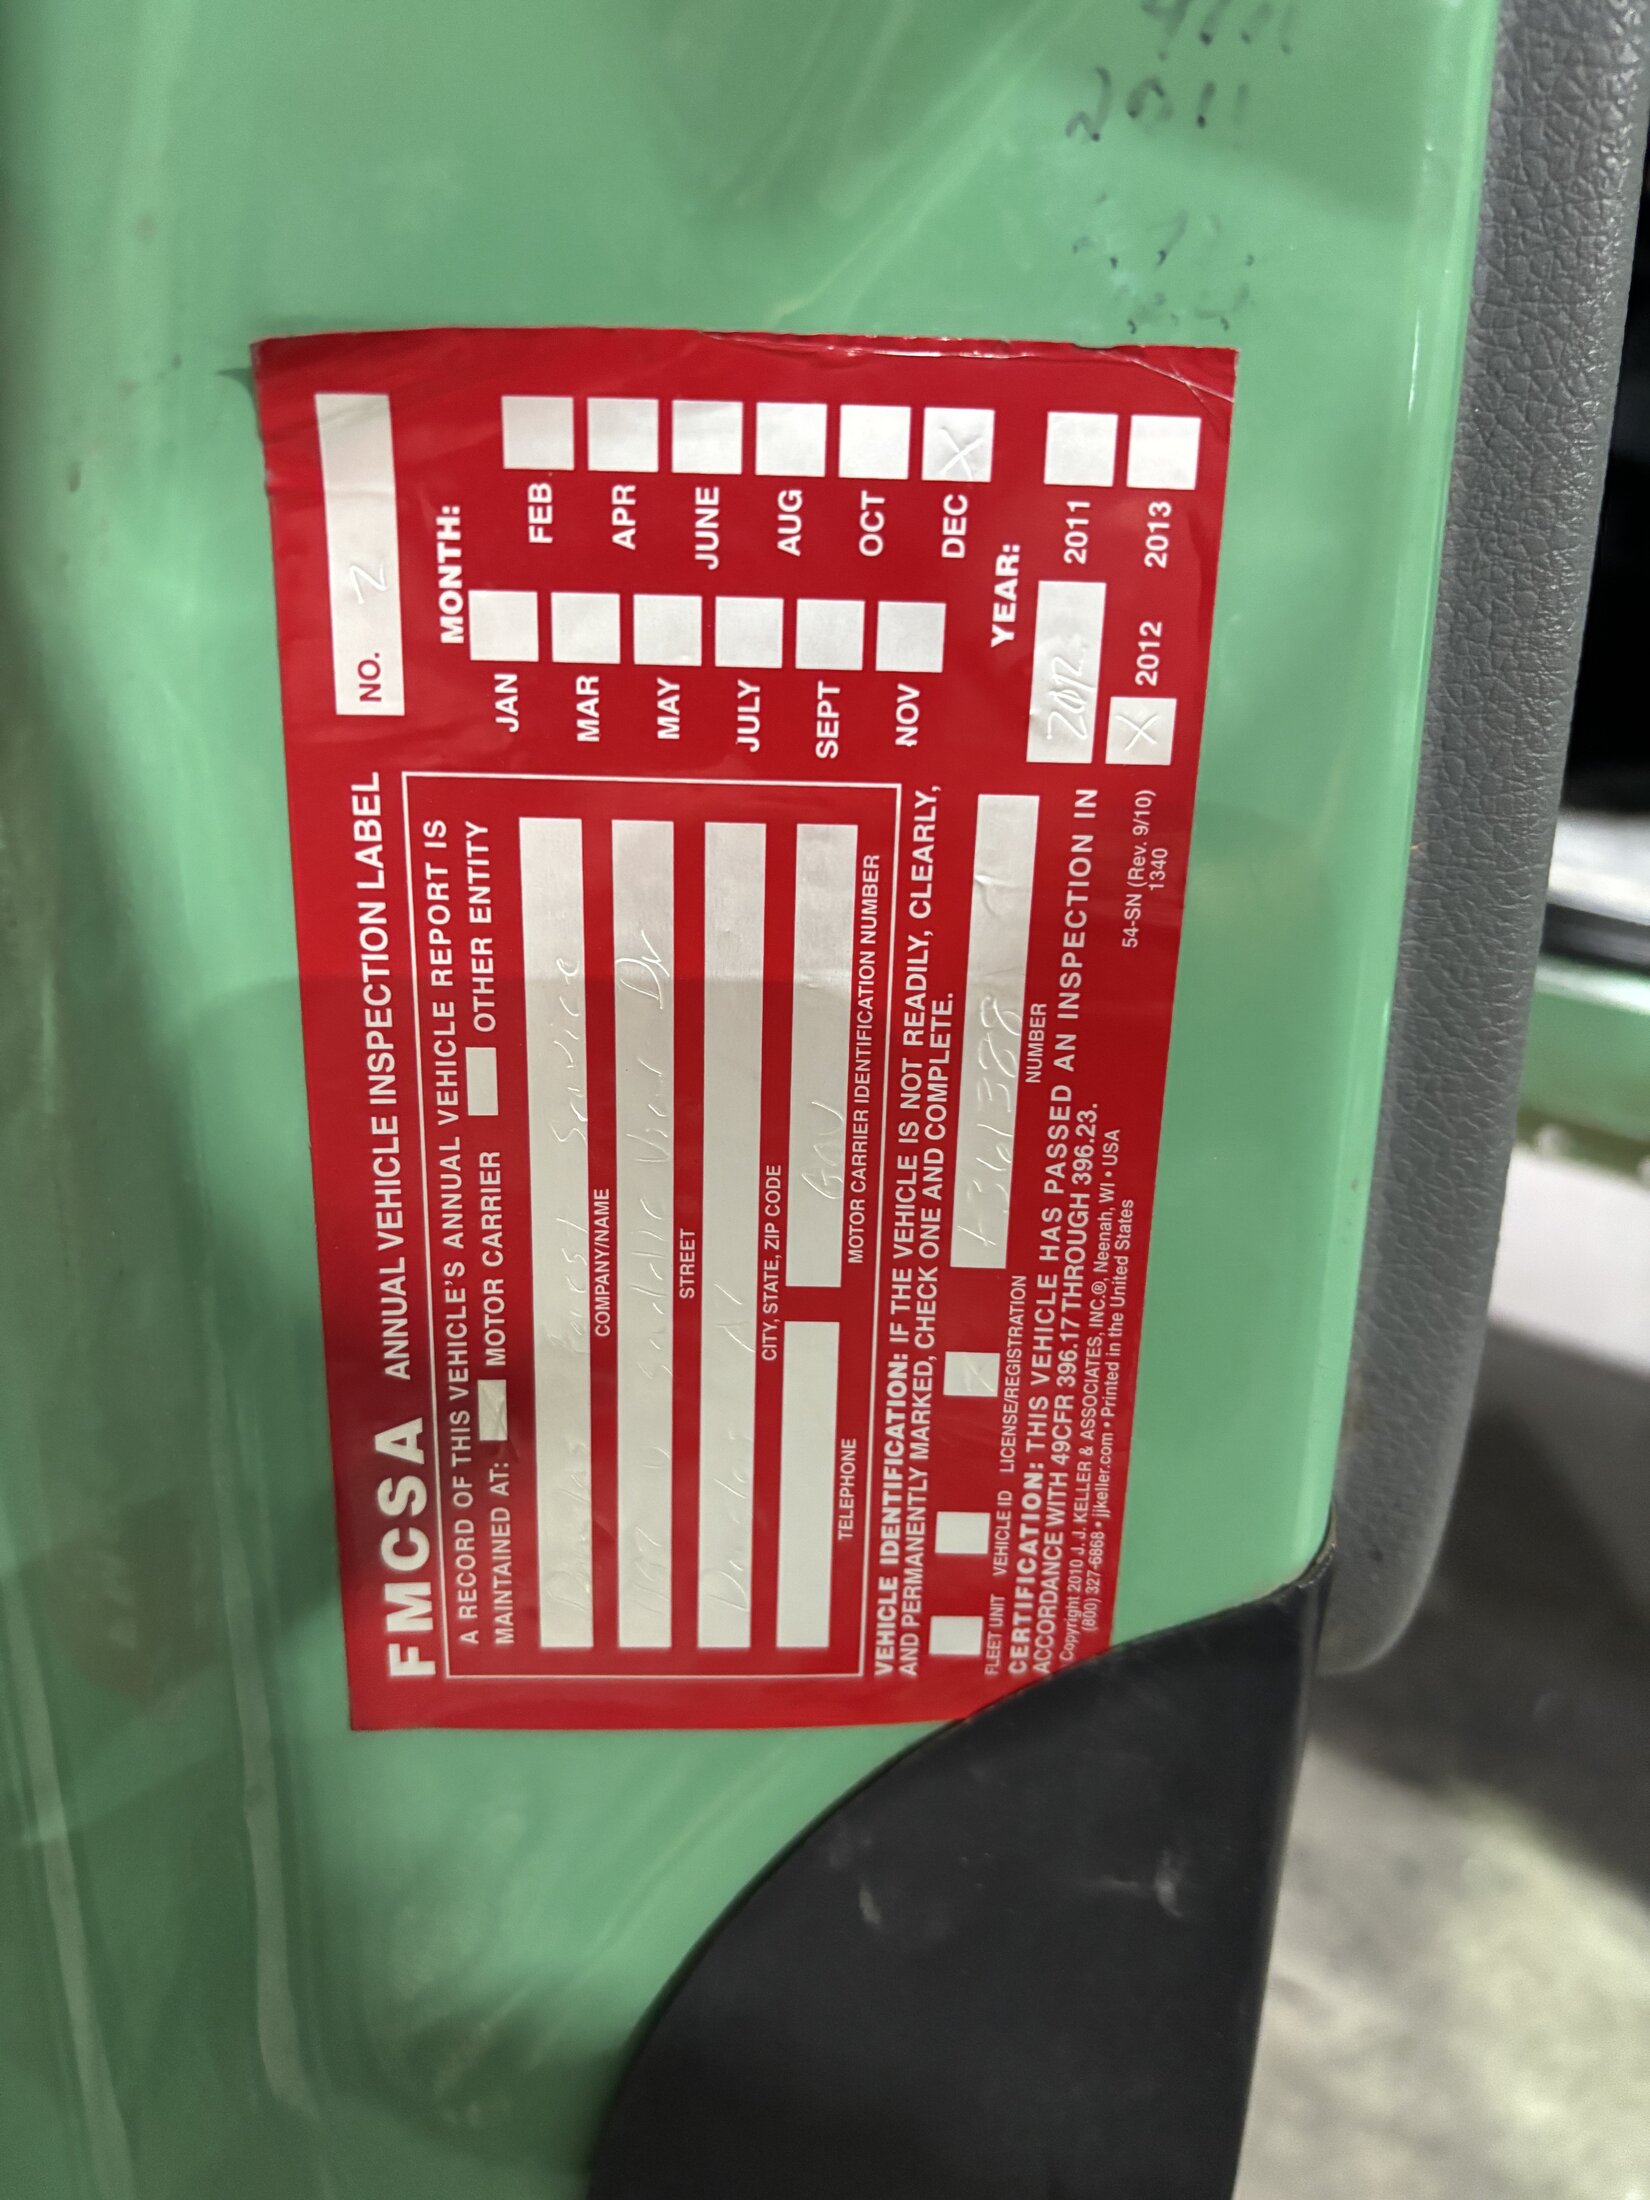 FMCSA ANNUAL VEHICLE INSPECTION LABEL
NO. 2
A RECORD OF THIS VEHICLE'S ANNUAL VEHICLE REPORT IS
MAINTAINED AT: X MOTOR CARRIER OTHER ENTITY
Forest Service
COMPANY/NAME
Saddle View Dr
STREET
CITY, STATE, ZIP CODE
Gov
TELEPHONE MOTOR CARRIER IDENTIFICATION NUMBER
VEHICLE IDENTIFICATION: IF THE VEHICLE IS NOT READILY, CLEARLY,
AND PERMANENTLY MARKED, CHECK ONE AND COMPLETE.
X
FLEET UNIT VEHICLE ID LICENSE/REGISTRATION NUMBER
CERTIFICATION: THIS VEHICLE HAS PASSED AN INSPECTION IN
ACCORDANCE WITH 49CFR 396.17 THROUGH 396.23.
Copyright 2010 J. J. KELLER & ASSOCIATES, INC.®, Neenah, WI • USA
(800) 327-6868 • jjkeller.com • Printed in the United States
54-SN (Rev. 9/10)
1340
MONTH:
JAN FEB
MAR APR
MAY JUNE
JULY AUG
SEPT OCT
NOV DEC X
YEAR:
2012 2011
X 2012 2013
2011